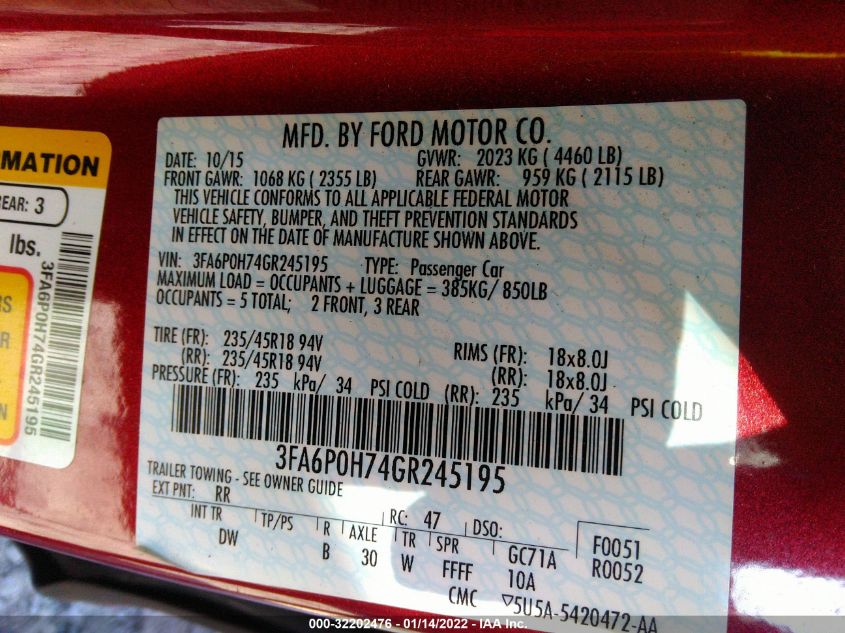 RMATION
REAR: 3
lbs.
3FA6P0H74GR245195
MFD. BY FORD MOTOR CO.
DATE: 10/15 GVWR: 2023 KG ( 4460 LB)
FRONT GAWR: 1068 KG ( 2355 LB) REAR GAWR: 959 KG ( 2115 LB)
THIS VEHICLE CONFORMS TO ALL APPLICABLE FEDERAL MOTOR
VEHICLE SAFETY, BUMPER, AND THEFT PREVENTION STANDARDS
IN EFFECT ON THE DATE OF MANUFACTURE SHOWN ABOVE.
VIN: 3FA6P0H74GR245195 TYPE: Passenger Car
MAXIMUM LOAD = OCCUPANTS + LUGGAGE = 385KG/ 850LB
OCCUPANTS = 5 TOTAL; 2 FRONT, 3 REAR
TIRE (FR): 235/45R18 94V RIMS (FR): 18x8.0J
(RR): 235/45R18 94V (RR): 18x8.0J
PRESSURE (FR): 235 kPa/ 34 PSI COLD (RR): 235 kPa/ 34 PSI COLD
3FA6P0H74GR245195
TRAILER TOWING - SEE OWNER GUIDE
EXT PNT: RR RC: 47 DSO: F0051
INT TR TP/PS R AXLE TR SPR GC71A R0052
DW B 30 W FFFF 10A
CMC ▽5U5A-5420472-AA
000-32202476 - 01/14/2022 - IAA Inc.